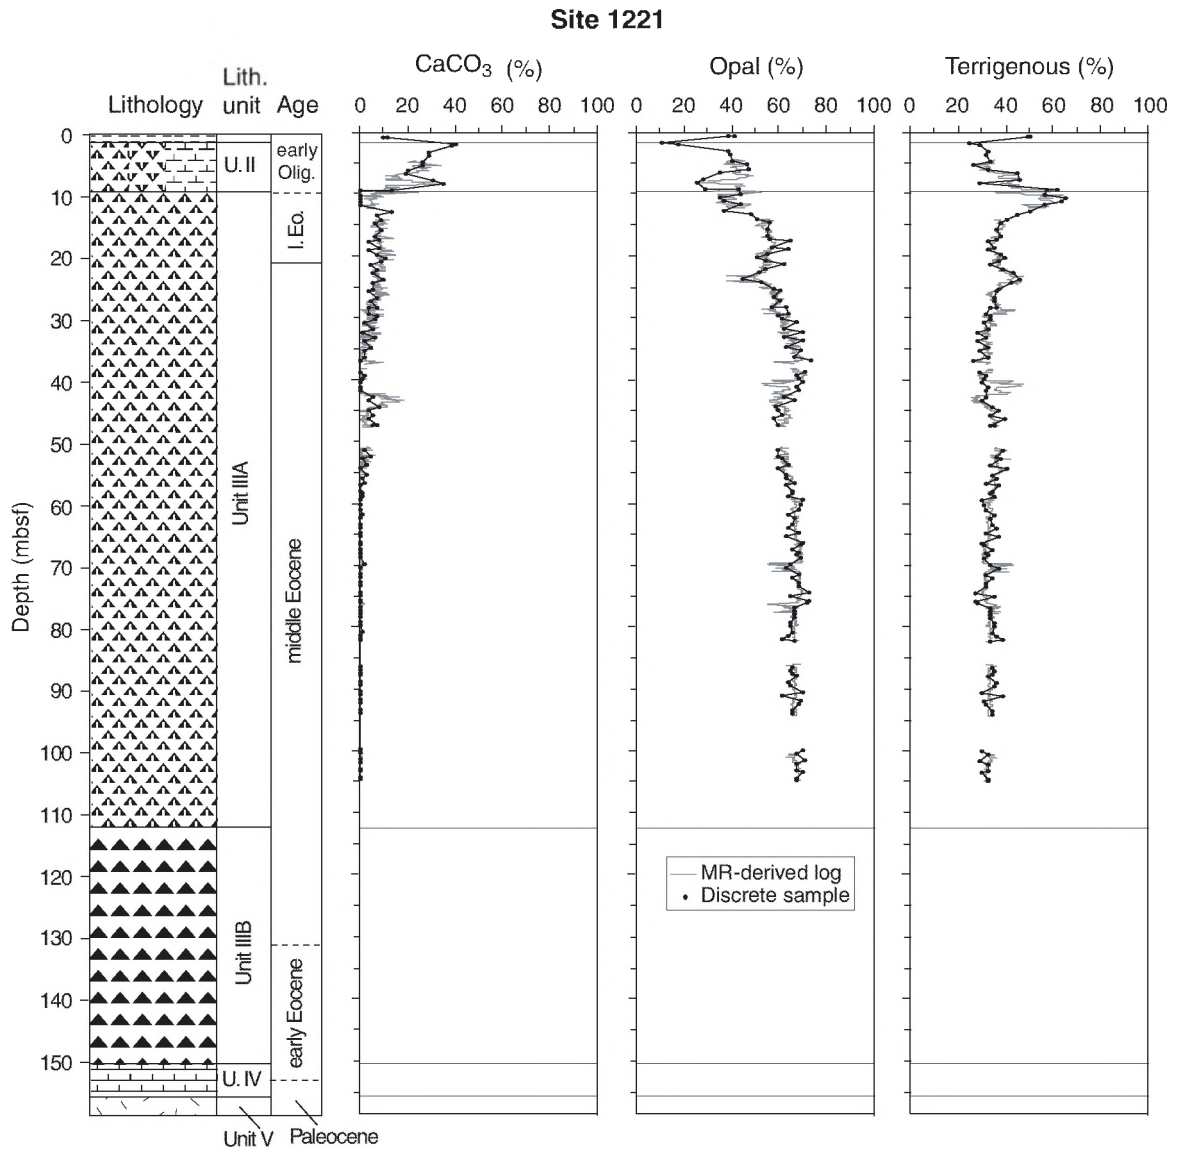 Site 1221
CaCO3 (%)
Opal (%)
Terrigenous (%)
Lithology
Lith.
unit
Age
0 20 40 60 80 100
0 20 40 60 80 100
0 20 40 60 80 100
0
10
20
30
40
50
60
70
80
90
100
110
120
130
140
150
Depth (mbsf)
U. II
Unit IIIA
Unit IIIB
U. IV
Unit V
early
Olig.
l. Eo.
middle Eocene
early Eocene
Paleocene
MR-derived log
Discrete sample